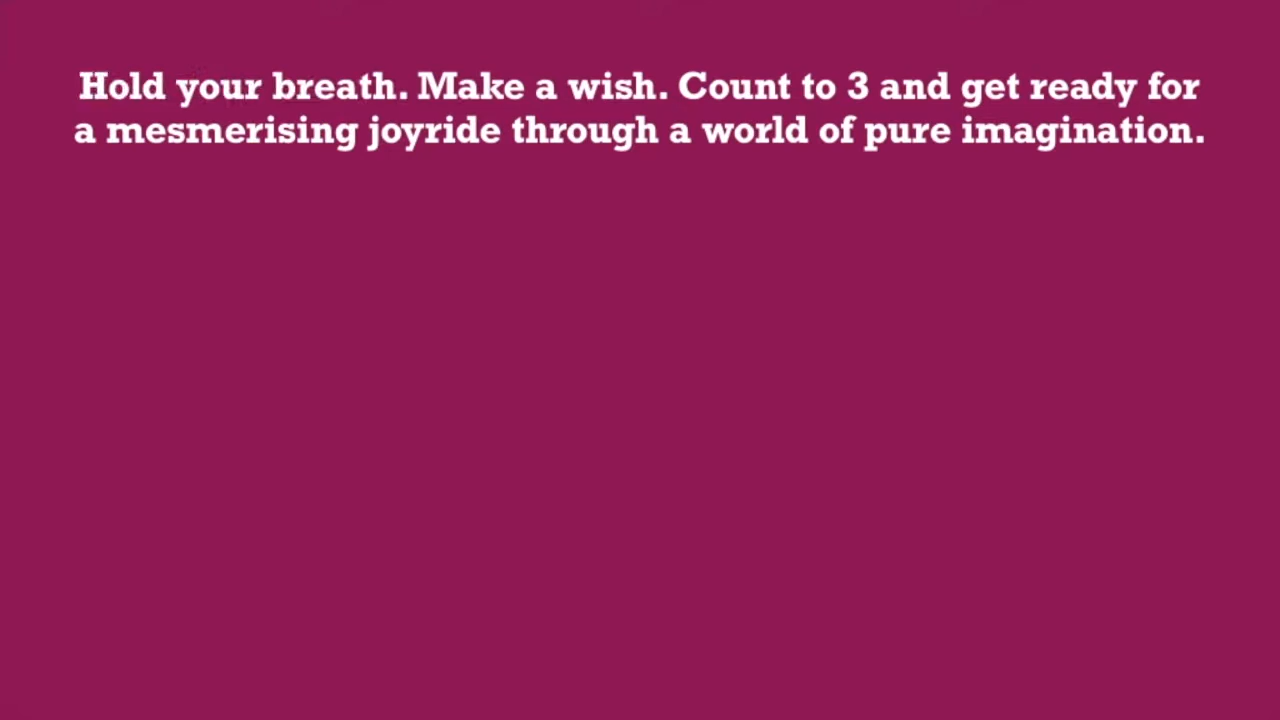 Hold your breath. Make a wish. Count to 3 and get ready for
a mesmerising joyride through a world of pure imagination.